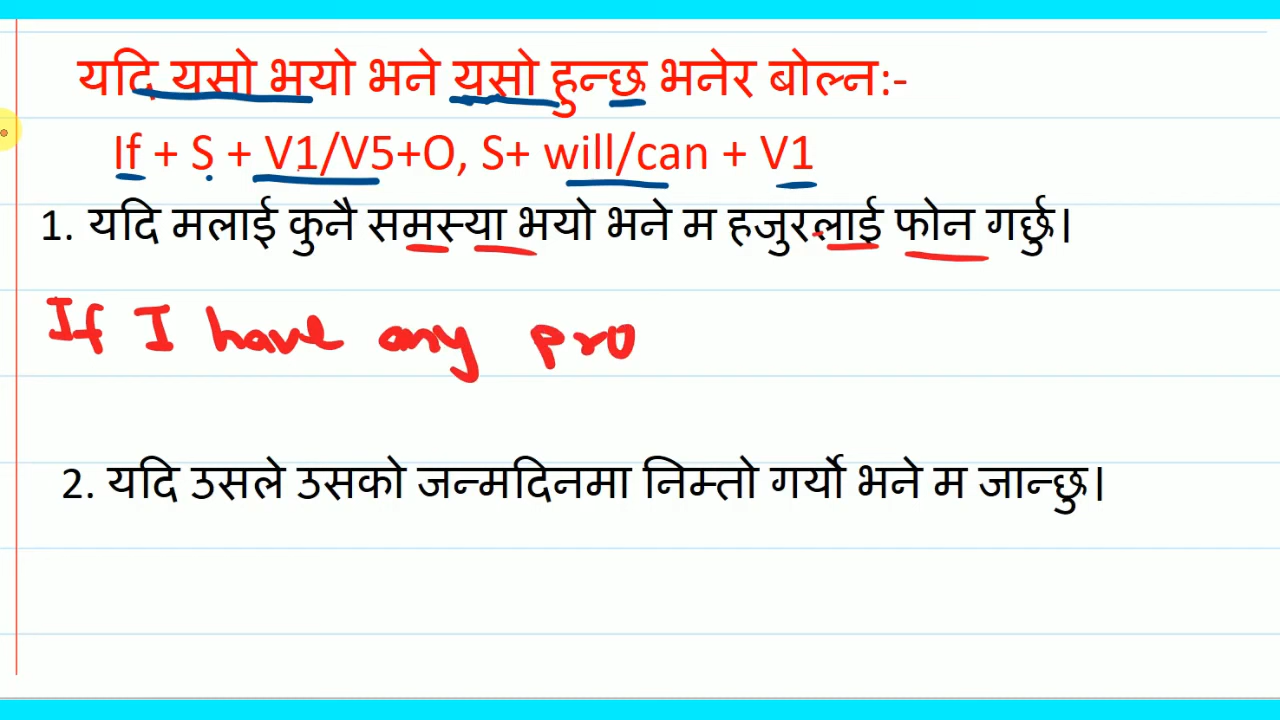 यदि यसो भयो भने यसो हुन्छ भनेर बोल्न:-
If + S + V1/V5+O, S+ will/can + V1
1. यदि मलाई कुनै समस्या भयो भने म हजुरलाई फोन गर्छु।
If I have any pro
2. यदि उसले उसको जन्मदिनमा निम्तो गर्यो भने म जान्छु।